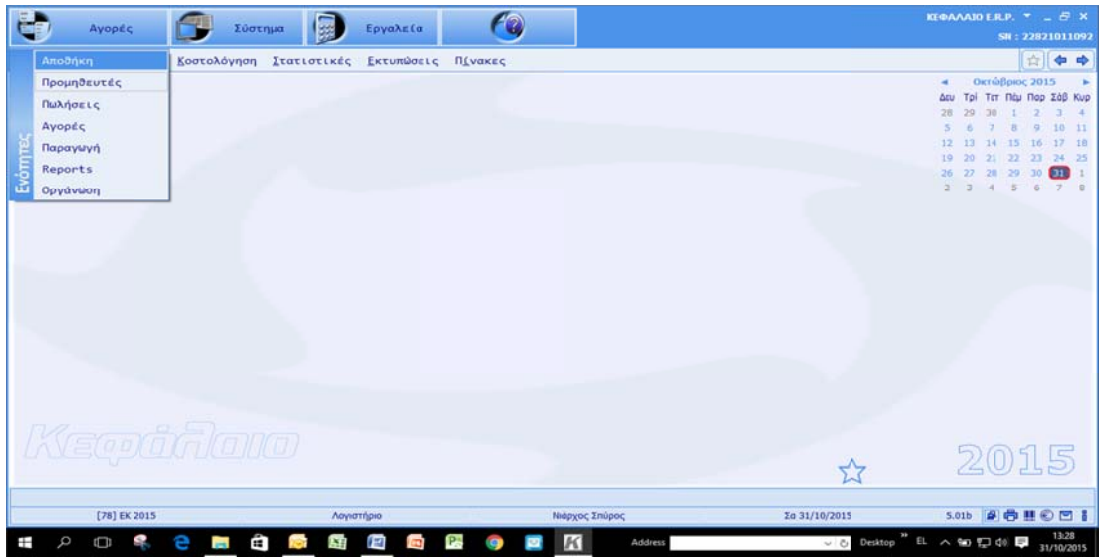 Αγορές Σύστημα Εργαλεία ΚΕΦΑΛΑΙΟ E.R.P.
SN : 22821011092
Αποθήκη Κοστολόγηση Στατιστικές Εκτυπώσεις Πίνακες
Προμηθευτές
Πωλήσεις
Αγορές
Παραγωγή
Reports
Οργάνωση
Ενότητες
Οκτώβριος 2015
Δευ Τρί Τετ Πέμ Παρ Σάβ Κυρ
28 29 30 1 2 3 4
5 6 7 8 9 10 11
12 13 14 15 16 17 18
19 20 21 22 23 24 25
26 27 28 29 30 31 1
2 3 4 5 6 7 8
Κεφάλαιο
2015
[78] ΕΚ 2015 Λογιστήριο Νιάρχος Σπύρος Σα 31/10/2015 5.01b
Address Desktop EL 13:28
31/10/2015